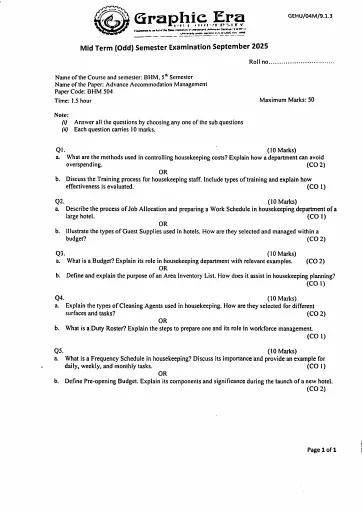 GEHU/04M/9.1.3
Graphic Era
Mid Term (Odd) Semester Examination September 2025
Roll no..............................
Name of the Course and semester: BHM, 5th Semester
Name of the Paper: Advance Accommodation Management
Paper Code: BHM 504
Time: 1.5 hour Maximum Marks: 50
Note:
(i) Answer all the questions by choosing any one of the sub questions
(ii) Each question carries 10 marks.
Q1. (10 Marks)
a. What are the methods used in controlling housekeeping costs? Explain how a department can avoid
overspending. (CO 2)
OR
b. Discuss the Training process for housekeeping staff. Include types of training and explain how
effectiveness is evaluated. (CO 1)
Q2. (10 Marks)
a. Describe the process of Job Allocation and preparing a Work Schedule in housekeeping department of a
large hotel. (CO 1)
OR
b. Illustrate the types of Guest Supplies used in hotels. How are they selected and managed within a
budget? (CO 2)
Q3. (10 Marks)
a. What is a Budget? Explain its role in housekeeping department with relevant examples. (CO 2)
OR
b. Define and explain the purpose of an Area Inventory List. How does it assist in housekeeping planning?
(CO 1)
Q4. (10 Marks)
a. Explain the types of Cleaning Agents used in housekeeping. How are they selected for different
surfaces and tasks? (CO 2)
OR
b. What is a Duty Roster? Explain the steps to prepare one and its role in workforce management.
(CO 1)
Q5. (10 Marks)
a. What is a Frequency Schedule in housekeeping? Discuss its importance and provide an example for
daily, weekly, and monthly tasks. (CO 1)
OR
b. Define Pre-opening Budget. Explain its components and significance during the launch of a new hotel.
(CO 2)
Page 1 of 1